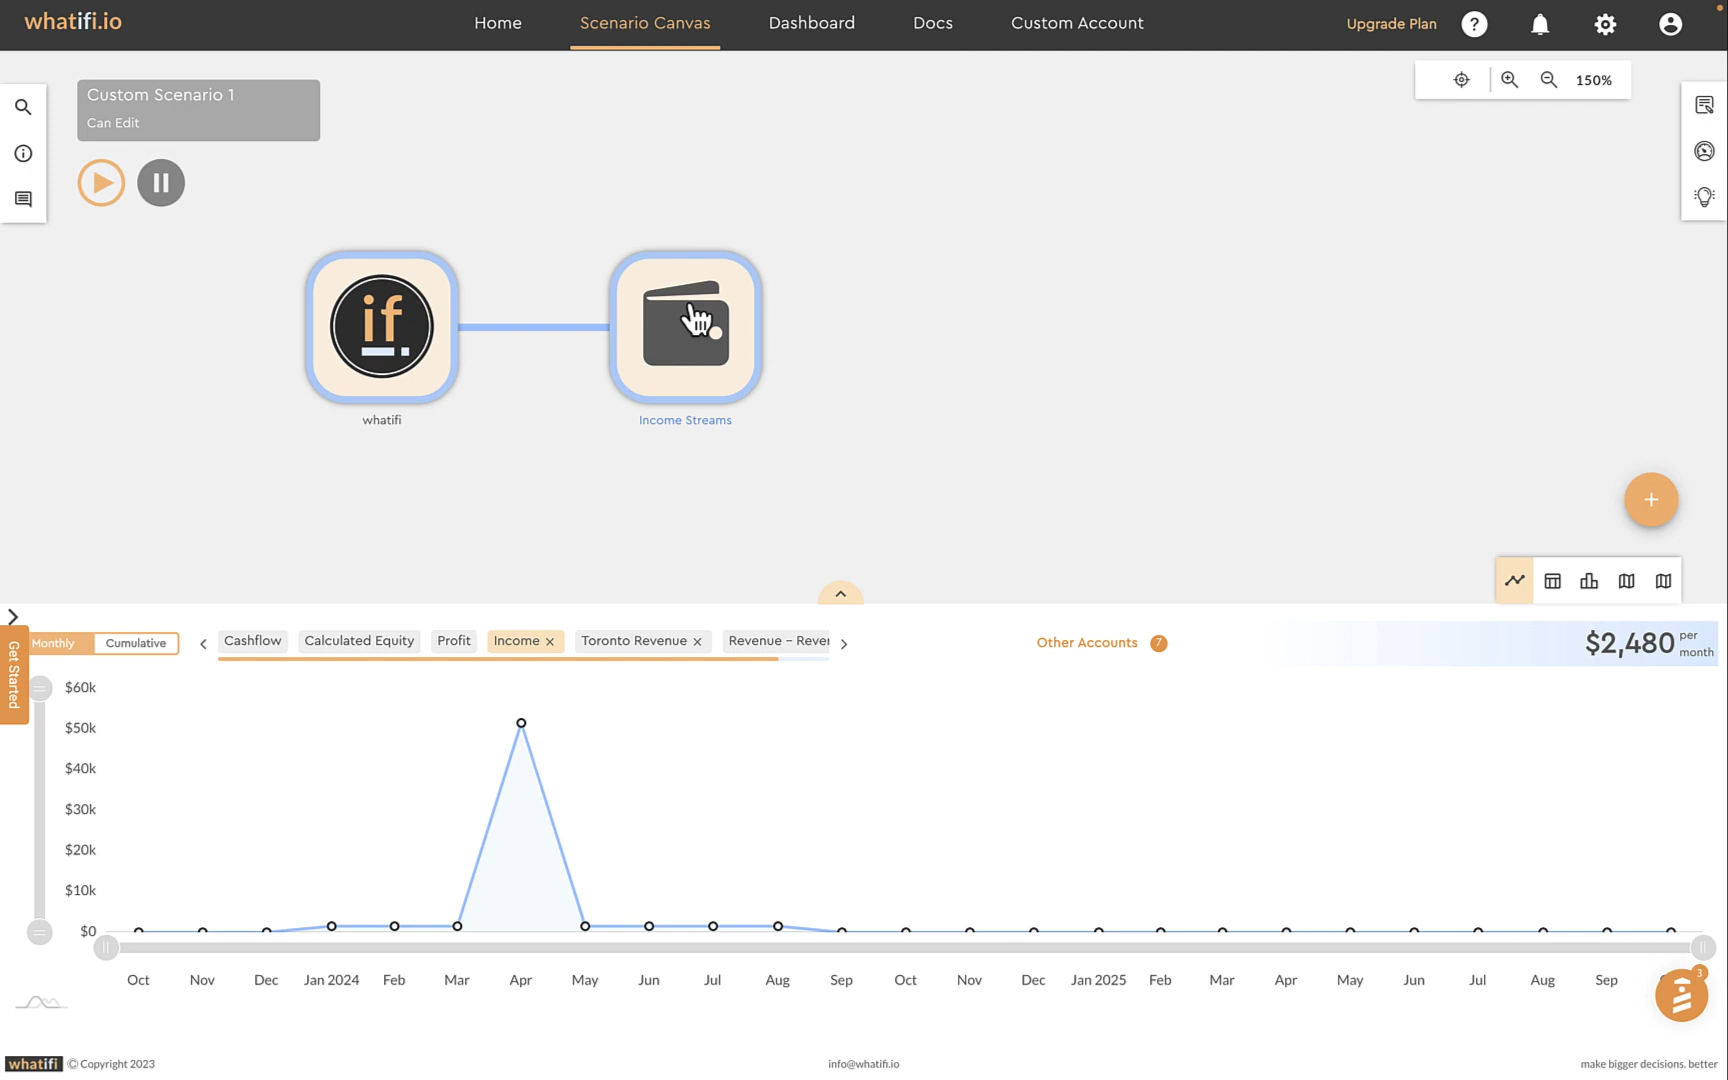 whatifi.io
Home
Scenario Canvas
Dashboard
Docs
Custom Account
Upgrade Plan
?
Custom Scenario 1
Can Edit
150%
if
whatifi
Income Streams
+
Get Started
Monthly
Cumulative
Cashflow
Calculated Equity
Profit
Income
Toronto Revenue
Revenue - Rever
Other Accounts 7
$2,480 per month
$60k
$50k
$40k
$30k
$20k
$10k
$0
Oct Nov Dec Jan 2024 Feb Mar Apr May Jun Jul Aug Sep Oct Nov Dec Jan 2025 Feb Mar Apr May Jun Jul Aug Sep
3
whatifi © Copyright 2023
info@whatifi.io
make bigger decisions. better